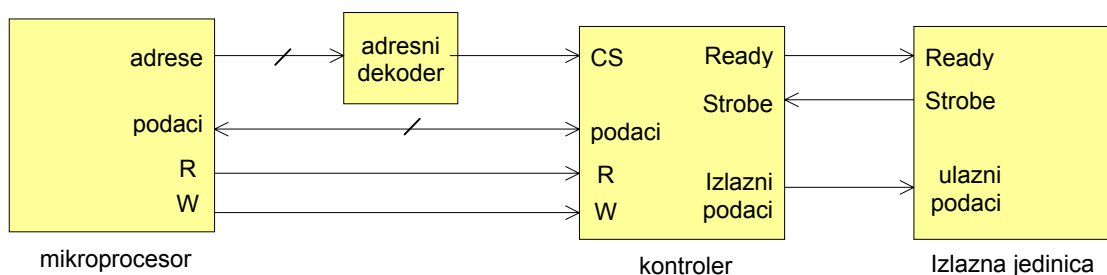 adrese
podaci
R
W
mikroprocesor
adresni
dekoder
CS
podaci
R
W
Ready
Strobe
Izlazni
podaci
kontroler
Ready
Strobe
ulazni
podaci
Izlazna jedinica